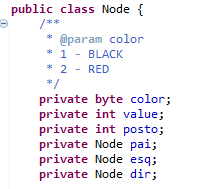 public class Node {
/**
* @param color
* 1 - BLACK
* 2 - RED
*/
private byte color;
private int value;
private int posto;
private Node pai;
private Node esq;
private Node dir;